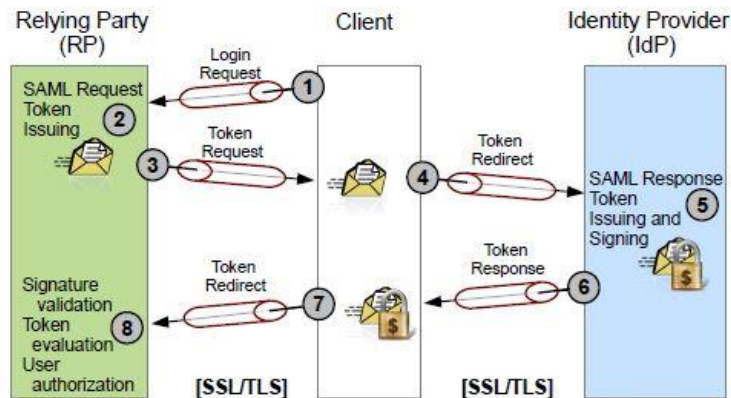 Relying Party
(RP)
Client
Identity Provider
(IdP)
Login
Request
1
SAML Request
Token
Issuing
2
Token
Request
3
Token
Redirect
4
SAML Response
Token
Issuing and
Signing
5
$
Token
Response
6
Token
Redirect
7
$
Signature
validation
Token
evaluation
User
authorization
8
[SSL/TLS]
[SSL/TLS]